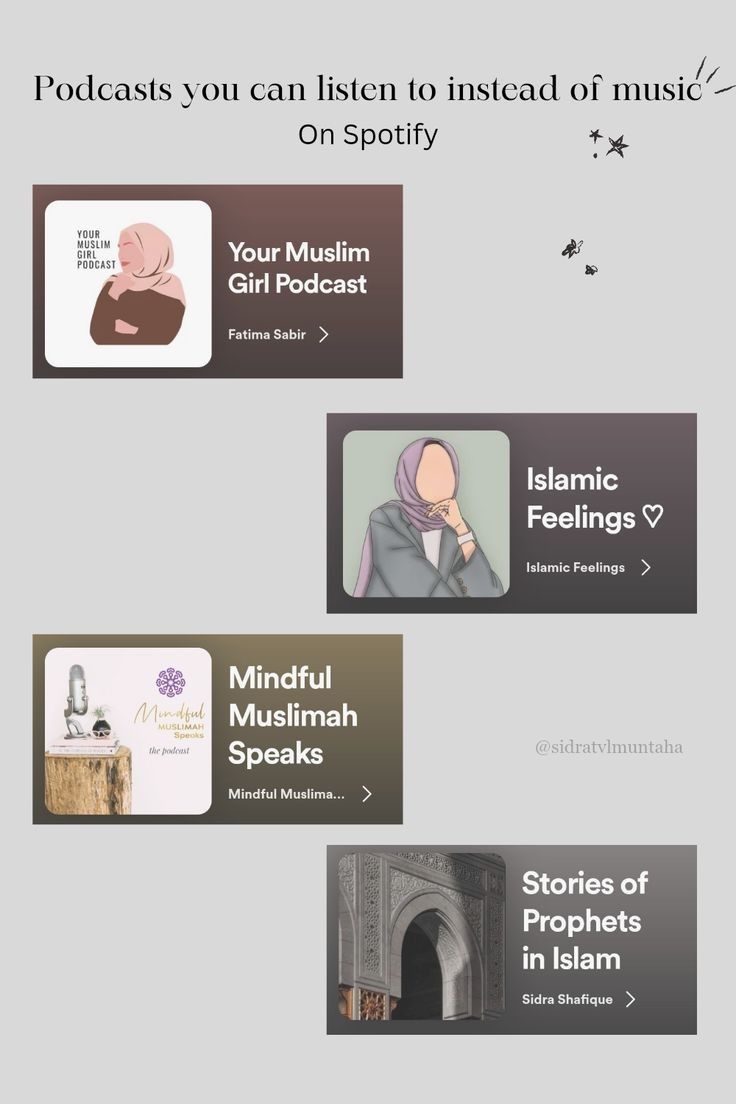 Podcasts you can listen to instead of music
On Spotify
YOUR
MUSLIM
GIRL
PODCAST
Your Muslim
Girl Podcast
Fatima Sabir
Islamic
Feelings ♡
Islamic Feelings
Mindful
MUSLIMAH
Speaks
the podcast
Mindful
Muslimah
Speaks
Mindful Muslima...
@sidratvlmuntaha
Stories of
Prophets
in Islam
Sidra Shafique